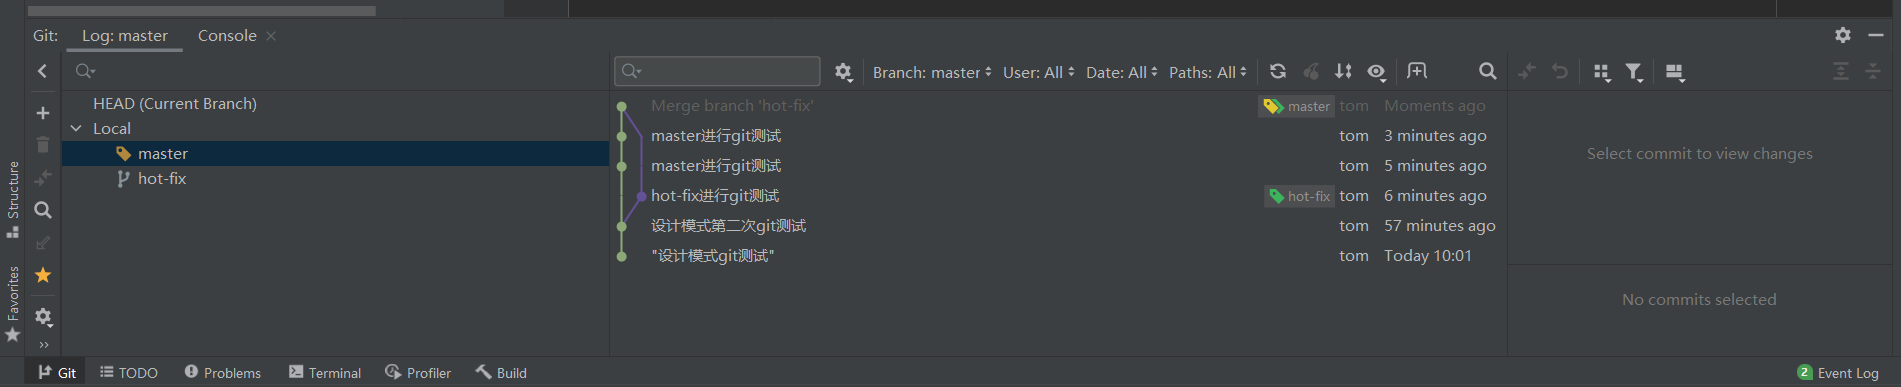 Git: Log: master Console
Branch: master User: All Date: All Paths: All
HEAD (Current Branch)
Local
master
hot-fix
Merge branch 'hot-fix' master tom Moments ago
master进行git测试 tom 3 minutes ago
master进行git测试 tom 5 minutes ago
hot-fix进行git测试 hot-fix tom 6 minutes ago
设计模式第二次git测试 tom 57 minutes ago
"设计模式git测试" tom Today 10:01
Select commit to view changes
No commits selected
Structure
Favorites
Git TODO Problems Terminal Profiler Build 2 Event Log